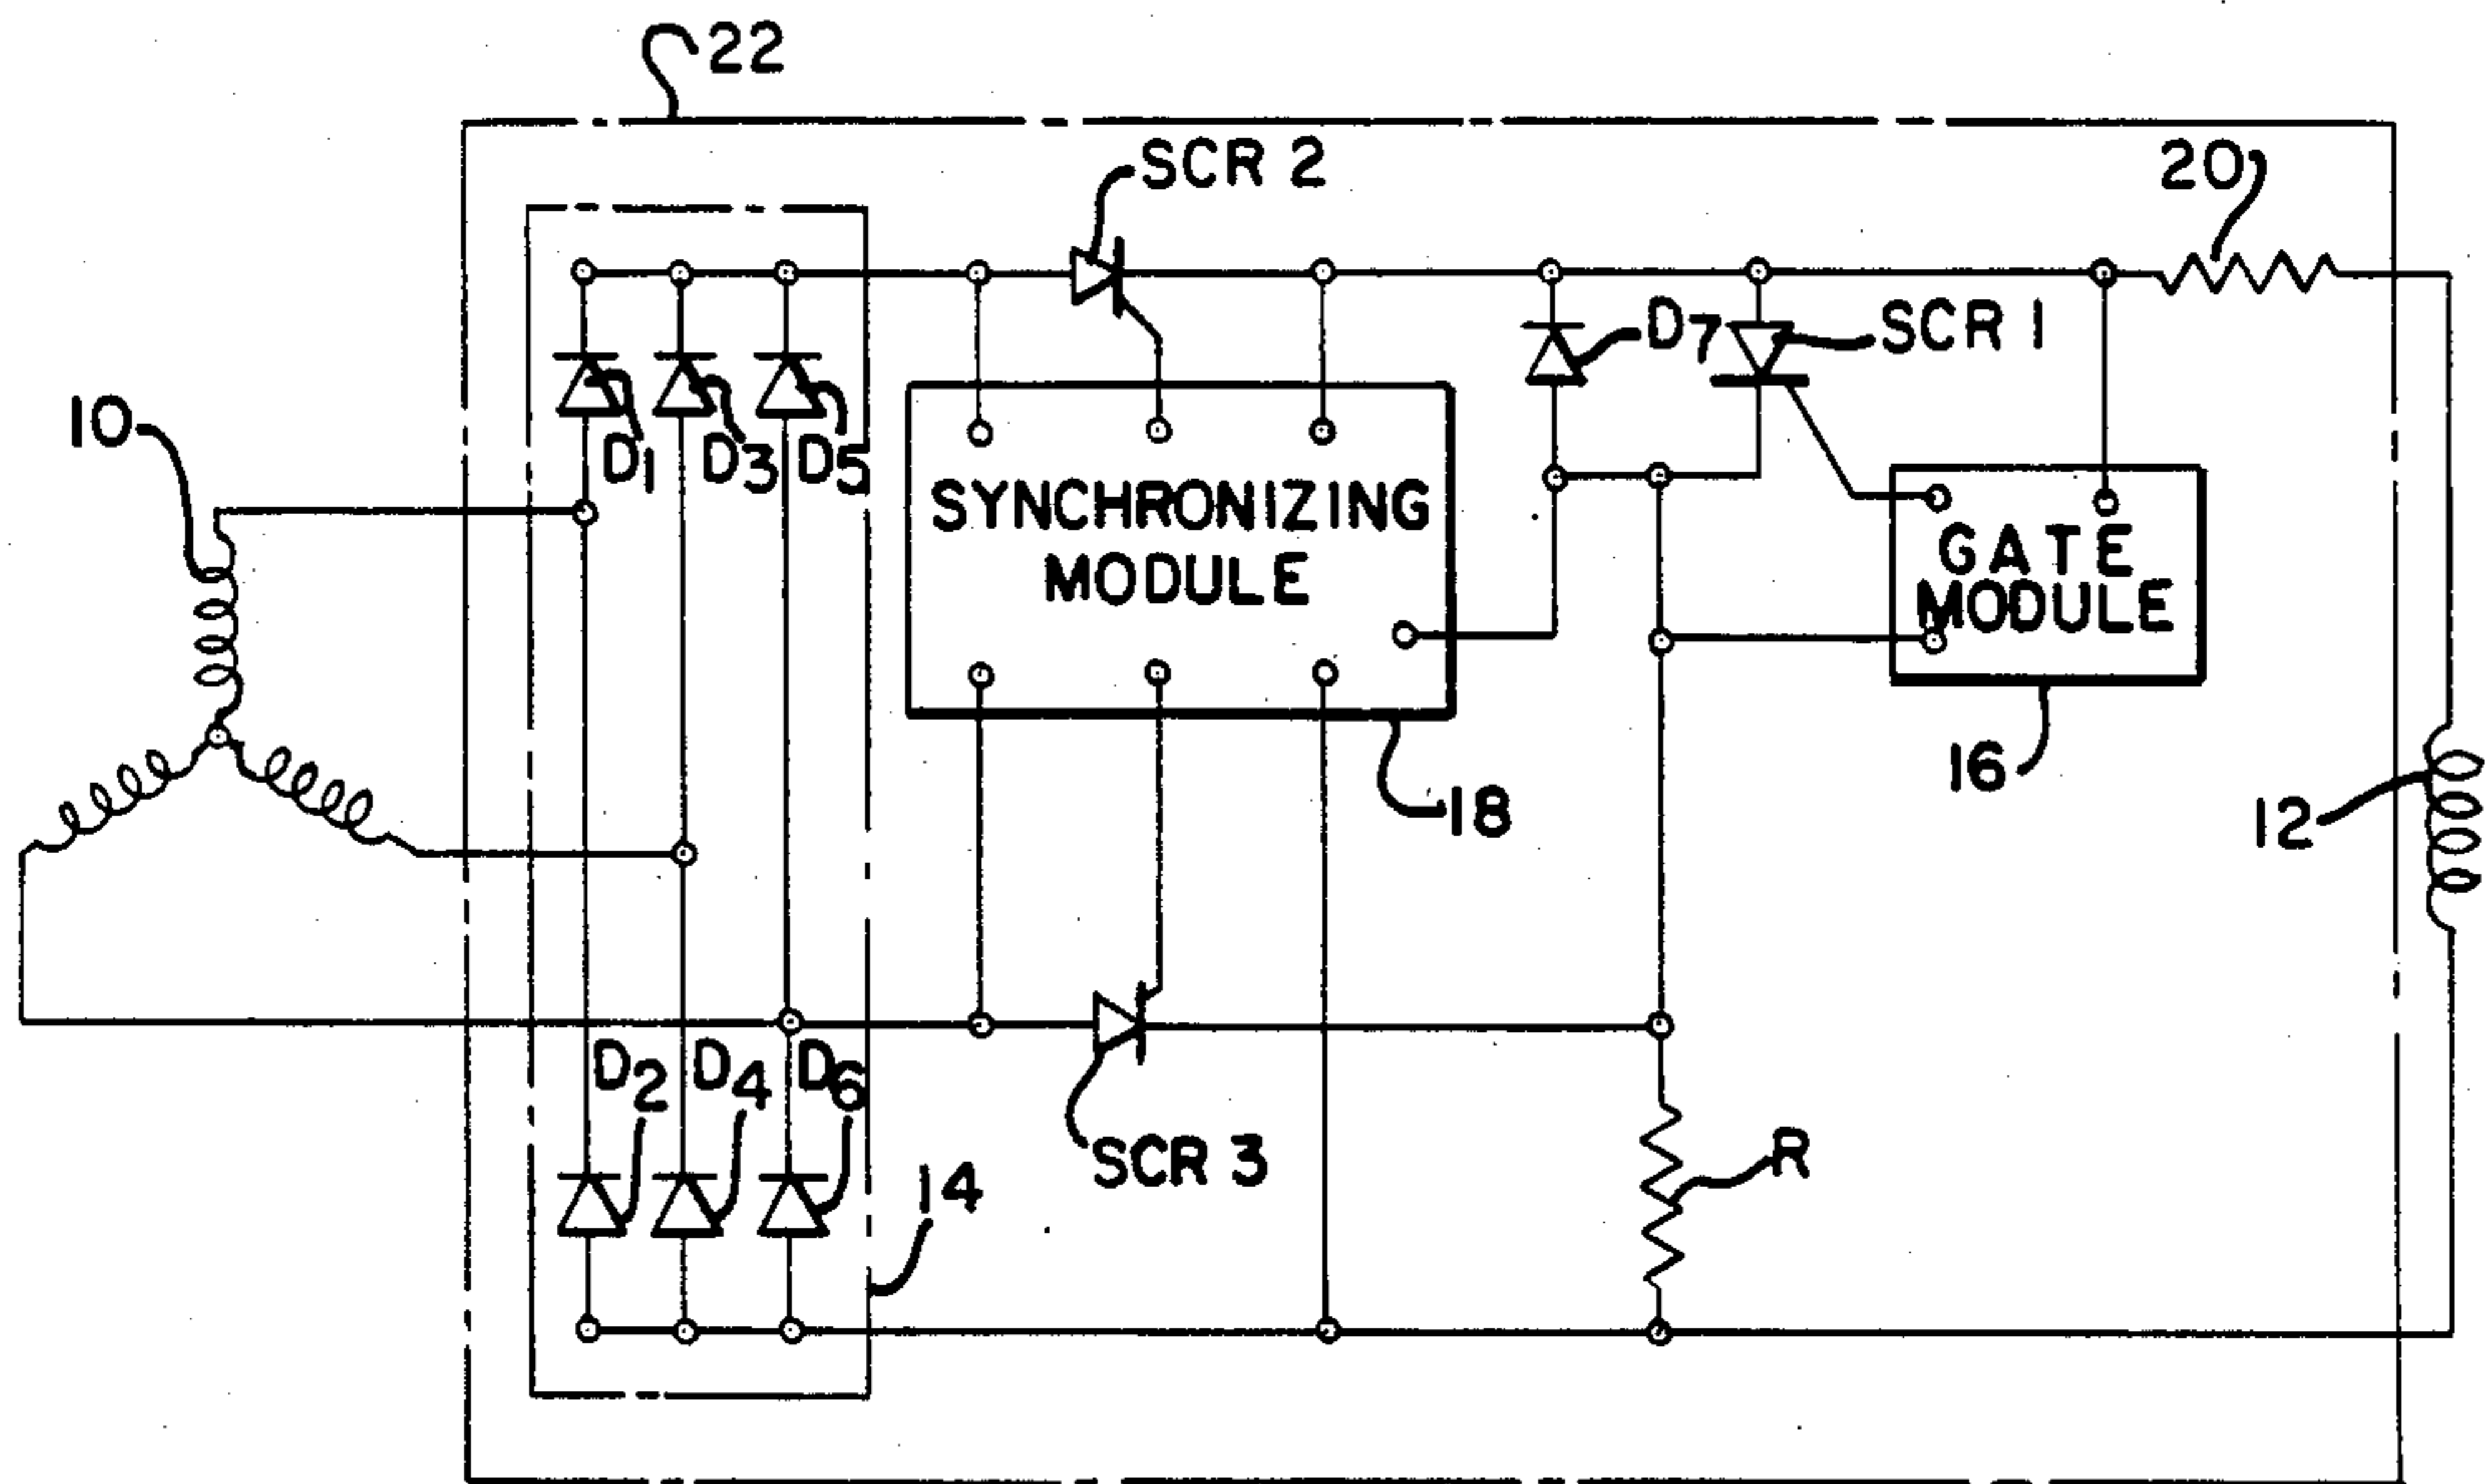 22
SCR 2
20
D7
SCR 1
10
D1
D3
D5
SYNCHRONIZING
MODULE
GATE
MODULE
16
12
18
D2
D4
D6
SCR 3
14
R